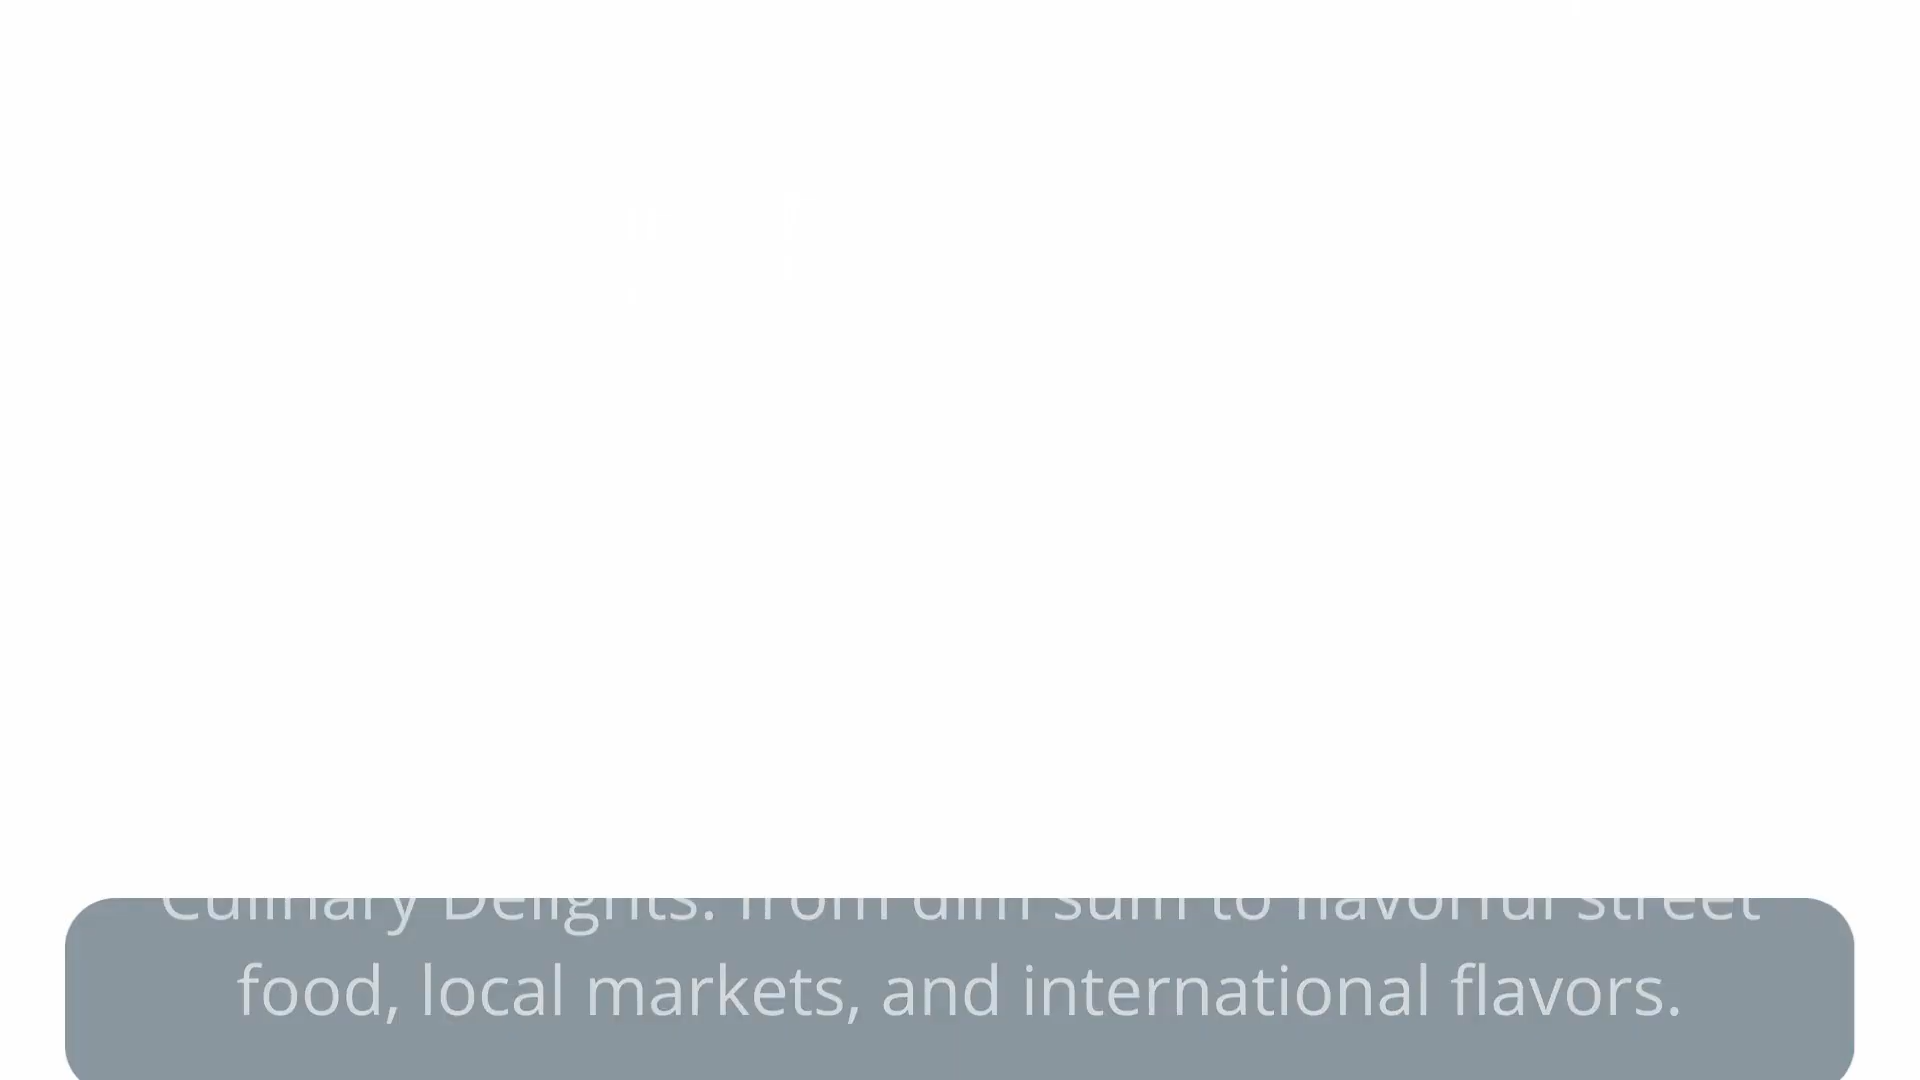 Culinary Delights: from dim sum to flavorful street
food, local markets, and international flavors.